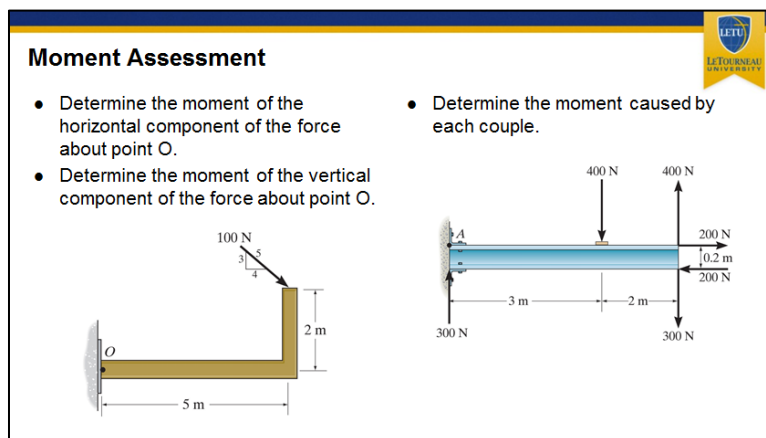 LETU
LETOURNEAU
UNIVERSITY
Moment Assessment
● Determine the moment of the
horizontal component of the force
about point O.
● Determine the moment of the vertical
component of the force about point O.
100 N
3
5
4
2 m
O
5 m
● Determine the moment caused by
each couple.
400 N
400 N
A
200 N
0.2 m
200 N
3 m
2 m
300 N
300 N